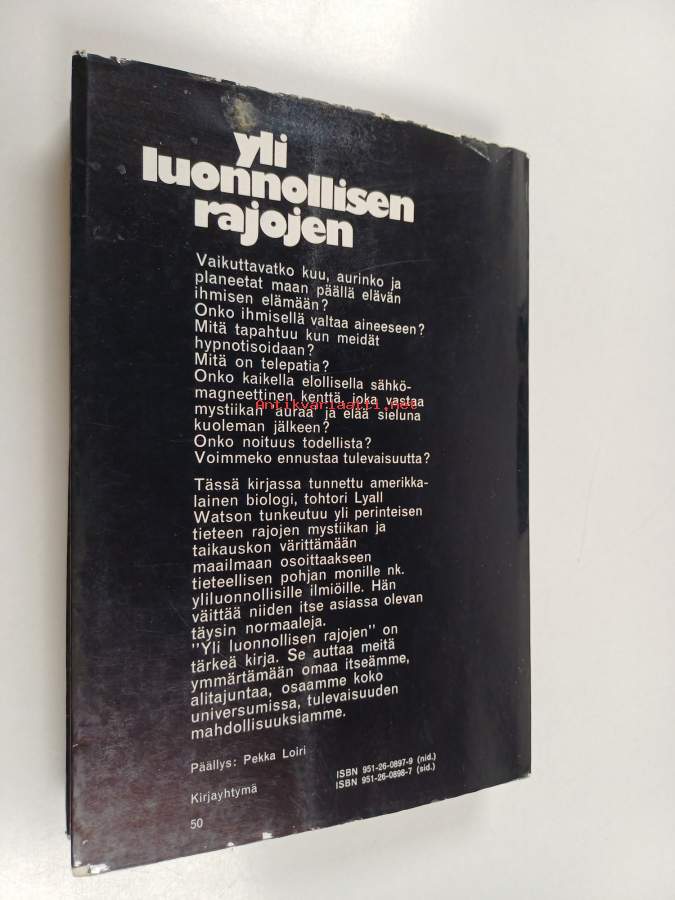 yli
luonnollisen
rajojen
Vaikuttavatko kuu, aurinko ja
planeetat maan päällä elävän
ihmisen elämään?
Onko ihmisellä valtaa aineeseen?
Mitä tapahtuu kun meidät
hypnotisoidaan?
Mitä on telepatia?
Onko kaikella elollisella sähkö-
magneettinen kenttä, joka vastaa
Antikvariaatti.net
mystiikan "auraa" ja elää sieluna
kuoleman jälkeen?
Onko noituus todellista?
Voimmeko ennustaa tulevaisuutta?
Tässä kirjassa tunnettu amerikka-
lainen biologi, tohtori Lyall
Watson tunkeutuu yli perinteisen
tieteen rajojen mystiikan ja
taikauskon värittämään
maailmaan osoittaakseen
tieteellisen pohjan monille nk.
yliluonnollisille ilmiöille. Hän
väittää niiden itse asiassa olevan
täysin normaaleja.
"Yli luonnollisen rajojen" on
tärkeä kirja. Se auttaa meitä
ymmärtämään omaa itseämme,
alitajuntaa, osaamme koko
universumissa, tulevaisuuden
mahdollisuuksiamme.
Päällys: Pekka Loiri
ISBN 951-26-0897-9 (nid.)
ISBN 951-26-0898-7 (sid.)
Kirjayhtymä
50